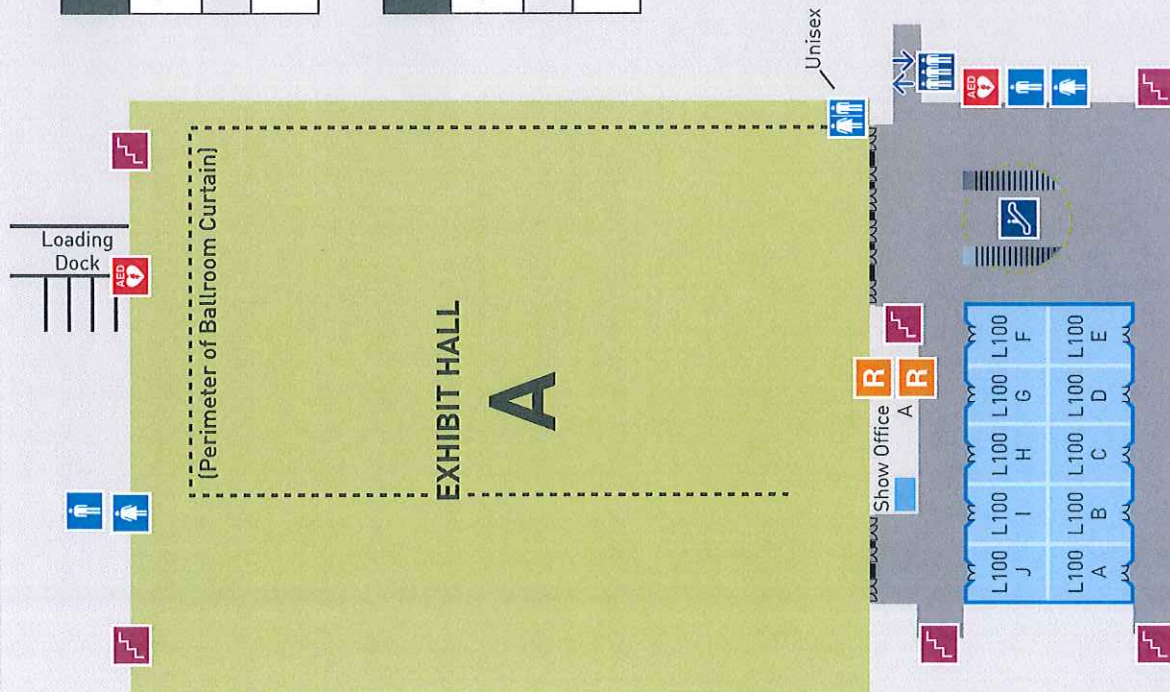 Loading
Dock
AED
(Perimeter of Ballroom Curtain)
EXHIBIT HALL
A
Unisex
AED
R
R
Show Office
A
L100
J
L100
I
L100
H
L100
G
L100
F
L100
A
L100
B
L100
C
L100
D
L100
E